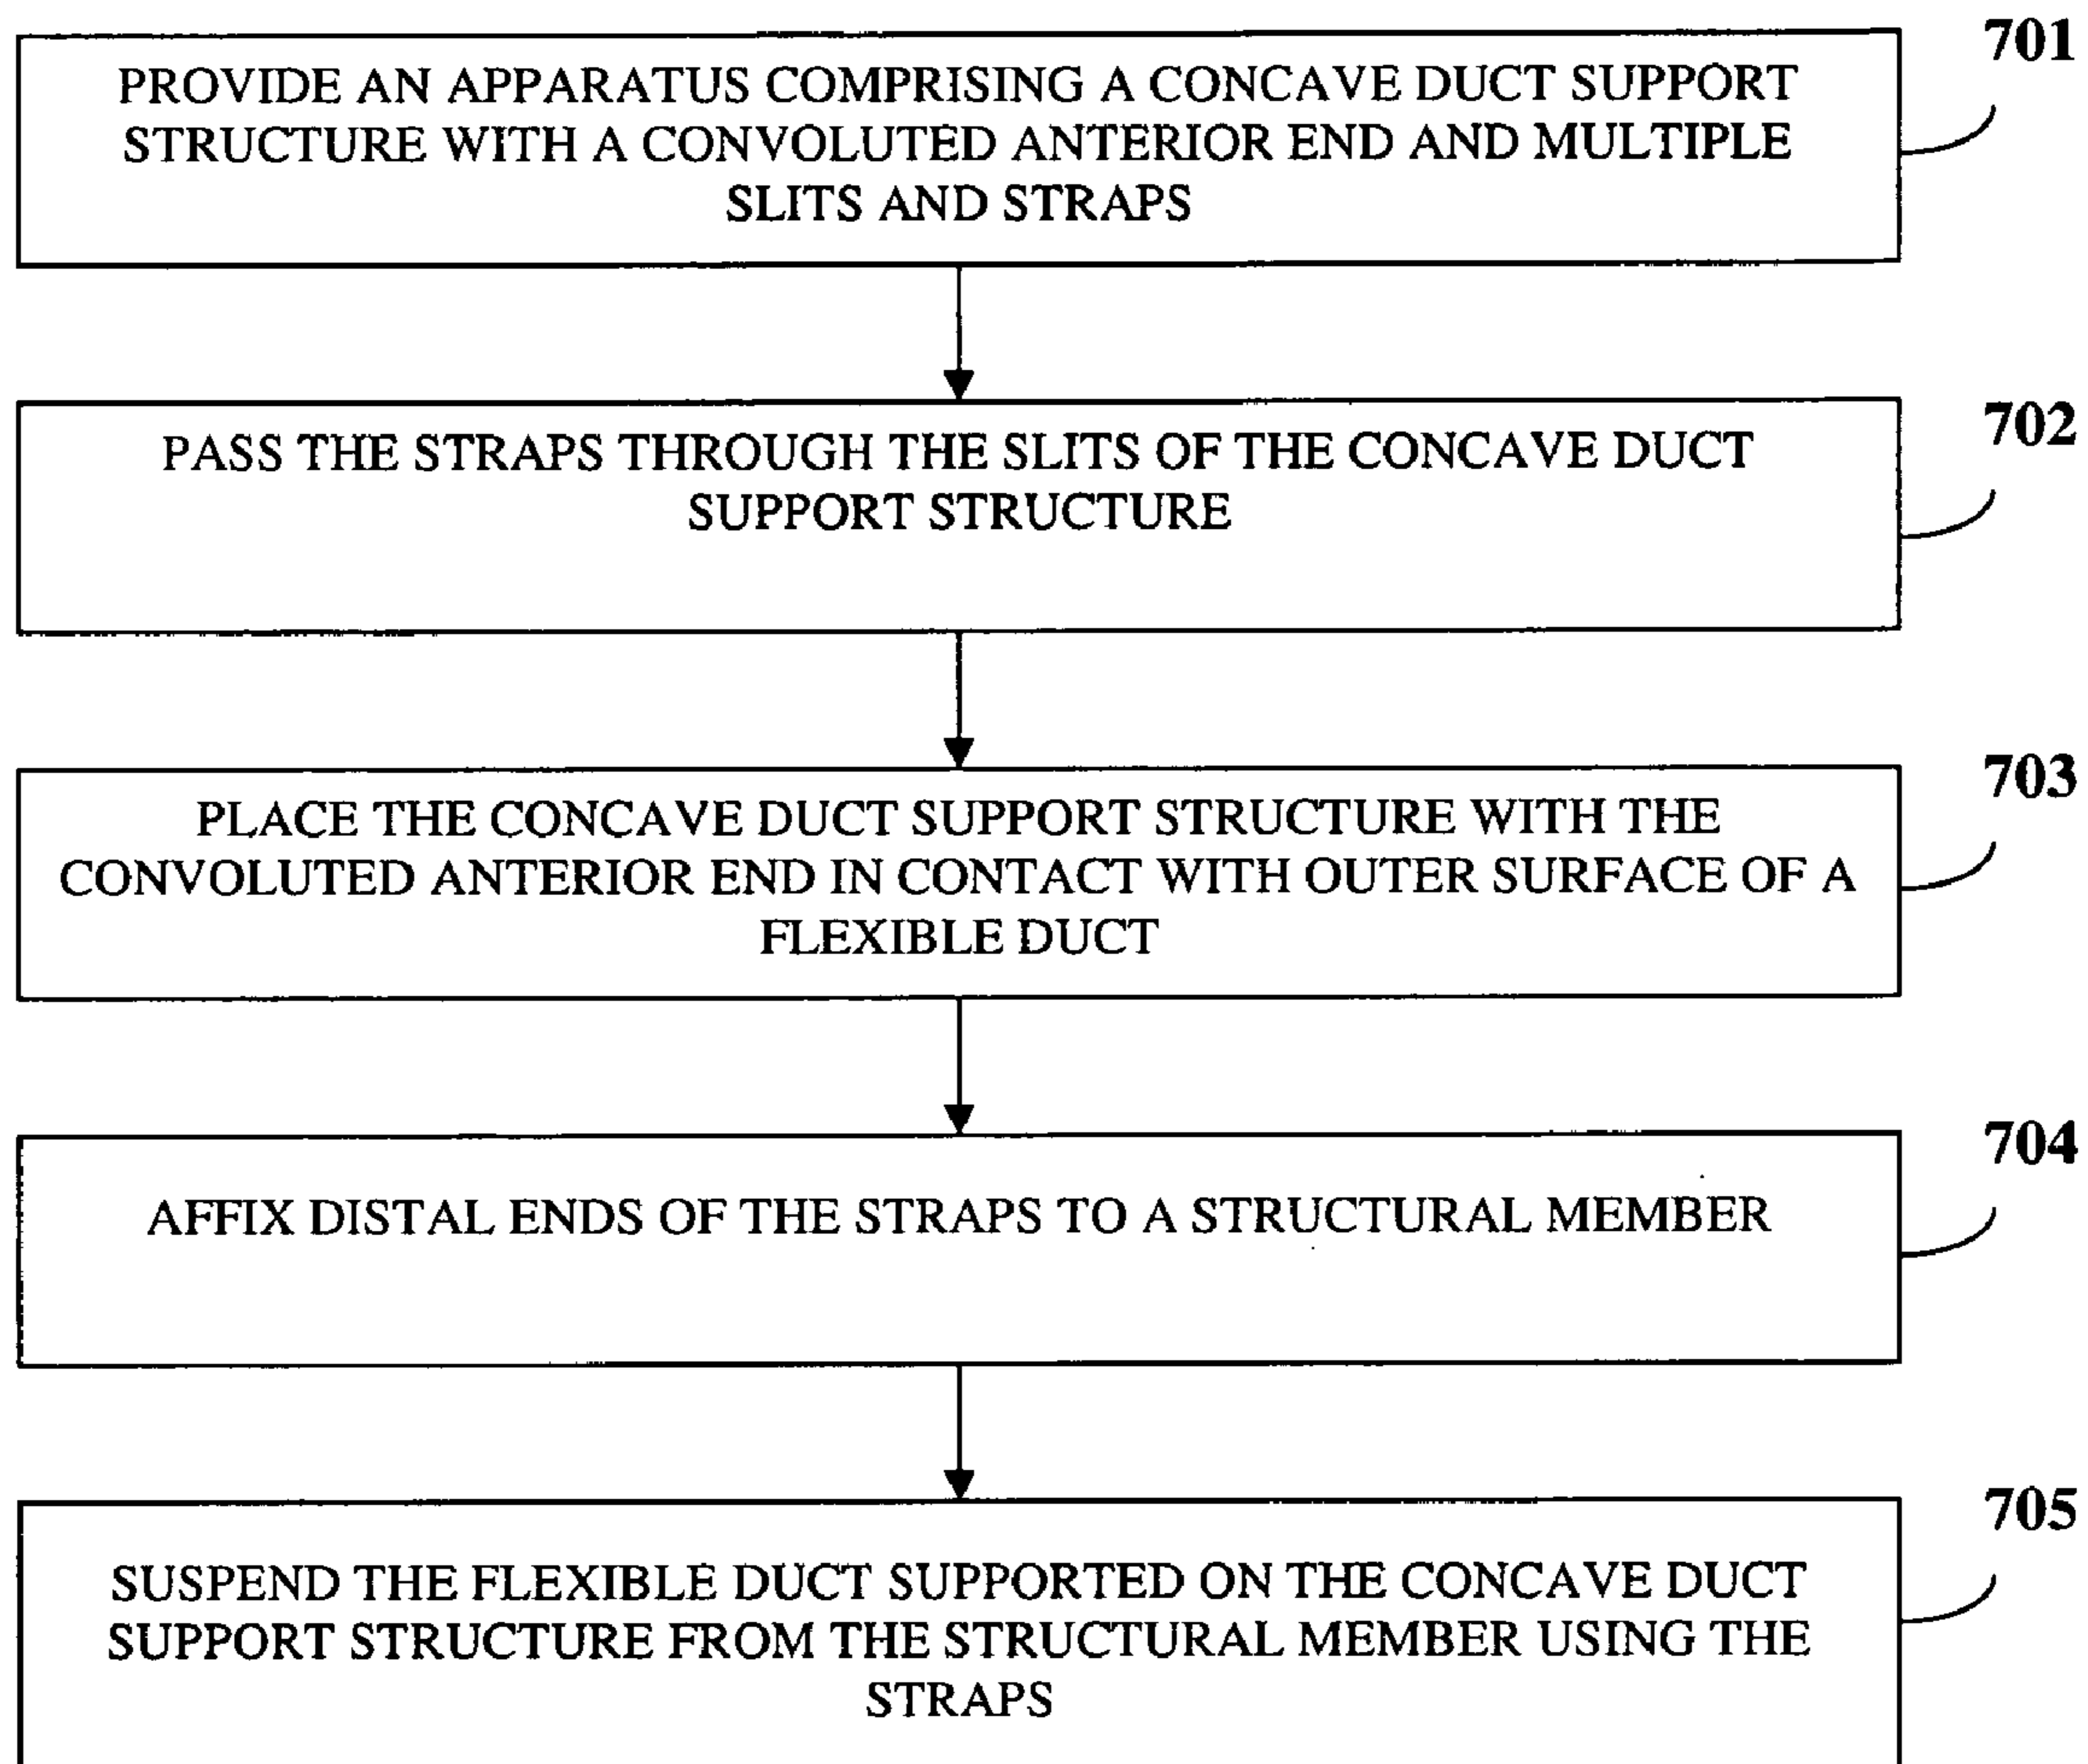 701
PROVIDE AN APPARATUS COMPRISING A CONCAVE DUCT SUPPORT
STRUCTURE WITH A CONVOLUTED ANTERIOR END AND MULTIPLE
SLITS AND STRAPS
702
PASS THE STRAPS THROUGH THE SLITS OF THE CONCAVE DUCT
SUPPORT STRUCTURE
703
PLACE THE CONCAVE DUCT SUPPORT STRUCTURE WITH THE
CONVOLUTED ANTERIOR END IN CONTACT WITH OUTER SURFACE OF A
FLEXIBLE DUCT
704
AFFIX DISTAL ENDS OF THE STRAPS TO A STRUCTURAL MEMBER
705
SUSPEND THE FLEXIBLE DUCT SUPPORTED ON THE CONCAVE DUCT
SUPPORT STRUCTURE FROM THE STRUCTURAL MEMBER USING THE
STRAPS